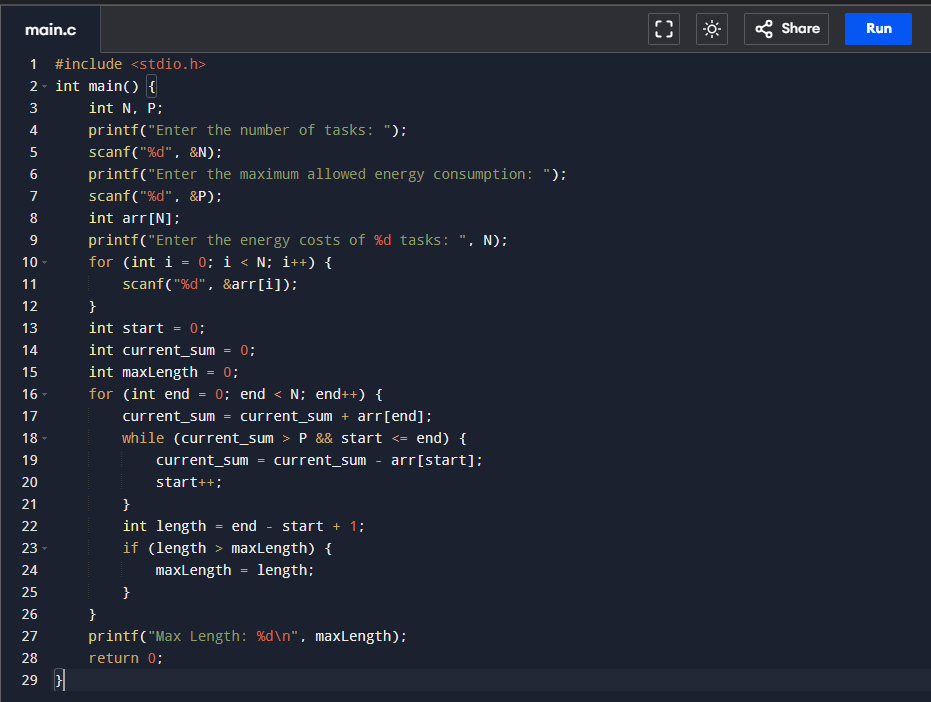 main.c
Share
Run
1 #include <stdio.h>
2 int main() {
3     int N, P;
4     printf("Enter the number of tasks: ");
5     scanf("%d", &N);
6     printf("Enter the maximum allowed energy consumption: ");
7     scanf("%d", &P);
8     int arr[N];
9     printf("Enter the energy costs of %d tasks: ", N);
10     for (int i = 0; i < N; i++) {
11         scanf("%d", &arr[i]);
12     }
13     int start = 0;
14     int current_sum = 0;
15     int maxLength = 0;
16     for (int end = 0; end < N; end++) {
17         current_sum = current_sum + arr[end];
18         while (current_sum > P && start <= end) {
19             current_sum = current_sum - arr[start];
20             start++;
21         }
22         int length = end - start + 1;
23         if (length > maxLength) {
24             maxLength = length;
25         }
26     }
27     printf("Max Length: %d\n", maxLength);
28     return 0;
29 }